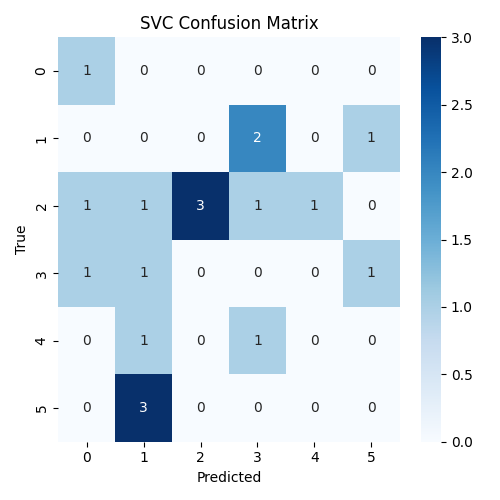 SVC Confusion Matrix
0 1 0 0 0 0 0
1 0 0 0 2 0 1
2 1 1 3 1 1 0
3 1 1 0 0 0 1
4 0 1 0 1 0 0
5 0 3 0 0 0 0
0 1 2 3 4 5
True
Predicted
3.0
2.5
2.0
1.5
1.0
0.5
0.0